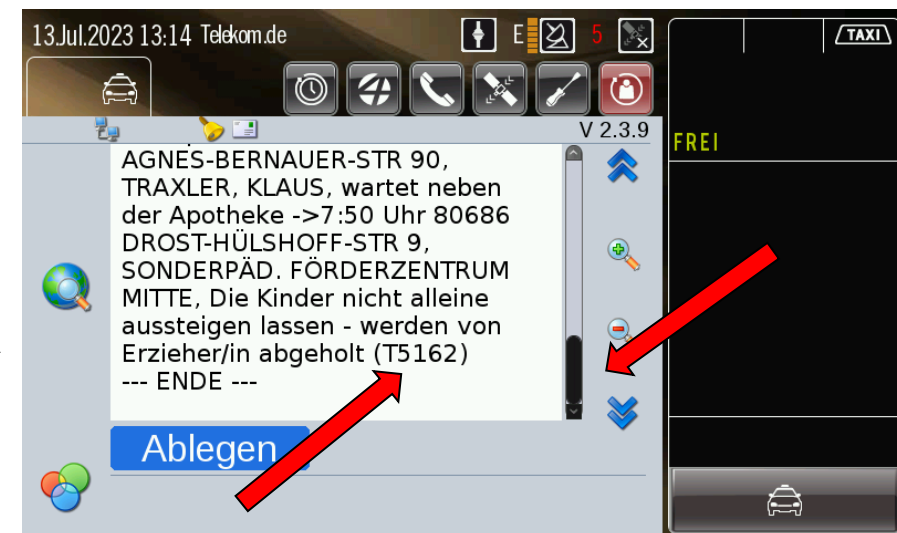 13.Jul.2023 13:14 Telekom.de
E
5
TAXI
V 2.3.9
FREI
AGNES-BERNAUER-STR 90,
TRAXLER, KLAUS, wartet neben
der Apotheke ->7:50 Uhr 80686
DROST-HÜLSHOFF-STR 9,
SONDERPÄD. FÖRDERZENTRUM
MITTE, Die Kinder nicht alleine
aussteigen lassen - werden von
Erzieher/in abgeholt (T5162)
--- ENDE ---
Ablegen